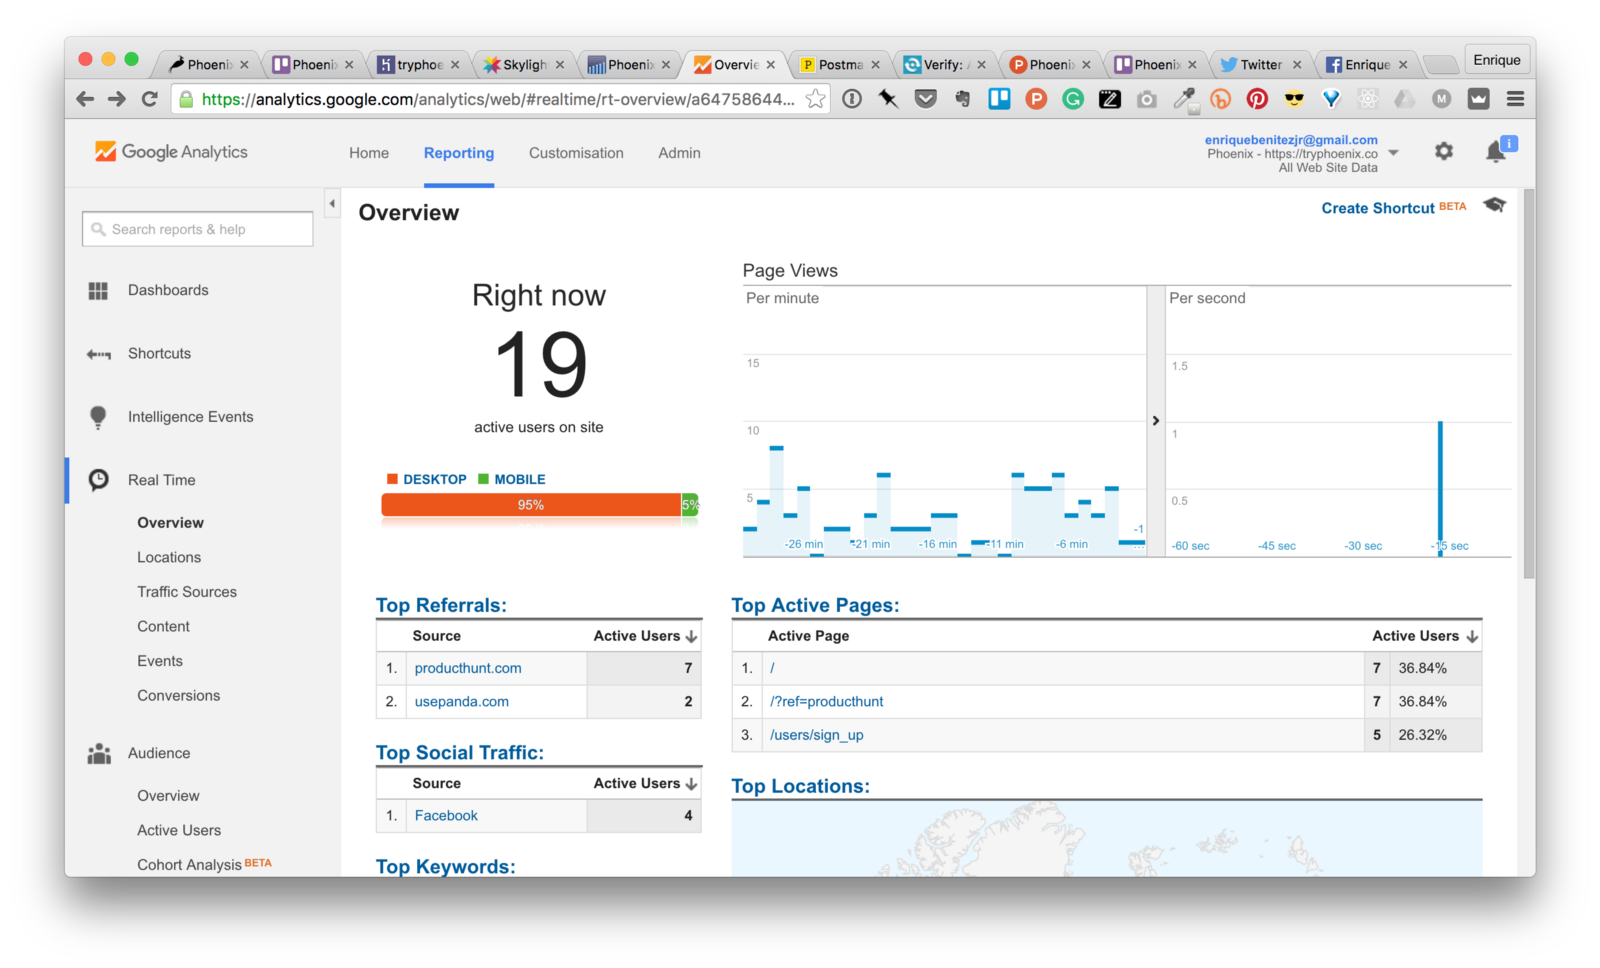 Phoenix
Phoenix
tryphoe
Skyligh
Phoenix
Overvie
Postma
Verify:
Phoenix
Phoenix
Twitter
Enrique
Enrique
https://analytics.google.com/analytics/web/#realtime/rt-overview/a64758644...
Google Analytics
Home
Reporting
Customisation
Admin
enriquebenitezjr@gmail.com
Phoenix - https://tryphoenix.co
All Web Site Data
Search reports & help
Dashboards
Shortcuts
Intelligence Events
Real Time
Overview
Locations
Traffic Sources
Content
Events
Conversions
Audience
Overview
Active Users
Cohort Analysis BETA
Overview
Create Shortcut BETA
Right now
19
active users on site
DESKTOP MOBILE
95% 5%
Page Views
Per minute
15
10
5
-26 min -21 min -16 min -11 min -6 min -1
...
Per second
1.5
1
0.5
-60 sec -45 sec -30 sec -15 sec
Top Referrals:
Source Active Users
1. producthunt.com 7
2. usepanda.com 2
Top Social Traffic:
Source Active Users
1. Facebook 4
Top Keywords:
Top Active Pages:
Active Page Active Users
1. / 7 36.84%
2. /?ref=producthunt 7 36.84%
3. /users/sign_up 5 26.32%
Top Locations: